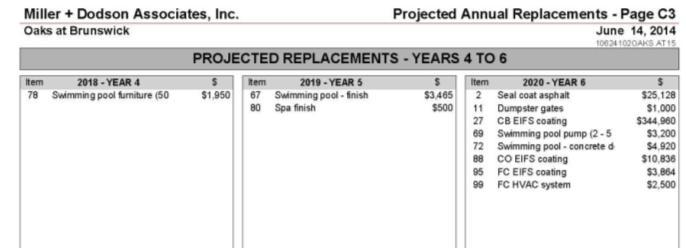 Miller + Dodson Associates, Inc.
Projected Annual Replacements - Page C3
Oaks at Brunswick
June 14, 2014
106241020AKS AT15
PROJECTED REPLACEMENTS - YEARS 4 TO 6
Item 2018 - YEAR 4 $
78 Swimming pool furniture (50 $1,950
Item 2019 - YEAR 5 $
67 Swimming pool - finish $3,465
80 Spa finish $500
Item 2020 - YEAR 6 $
2 Seal coat asphalt $25,128
11 Dumpster gates $1,000
27 CB EIFS coating $344,960
69 Swimming pool pump (2 - 5 $3,200
72 Swimming pool - concrete d $4,920
88 CO EIFS coating $10,836
95 FC EIFS coating $3,864
99 FC HVAC system $2,500